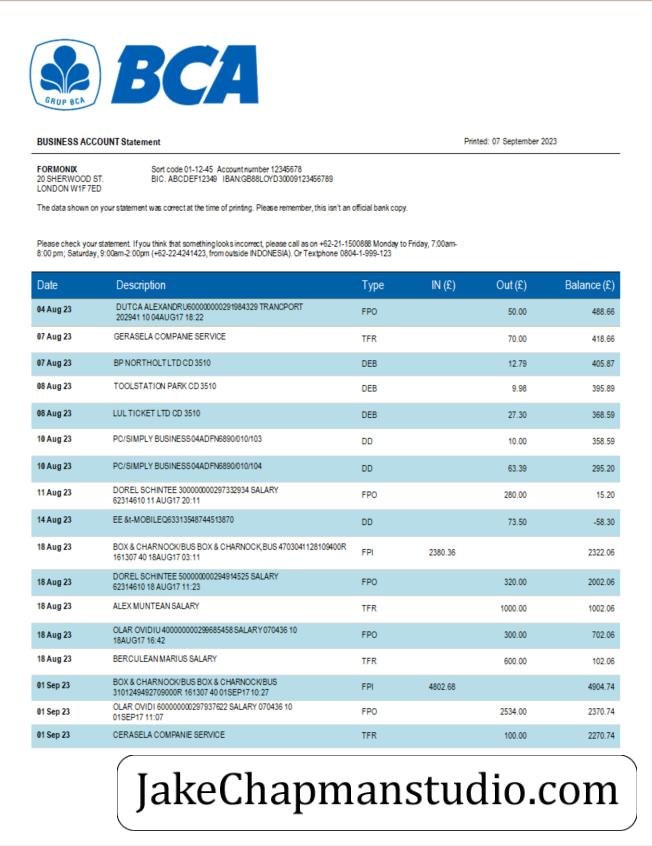 GRUP BCA
BCA
BUSINESS ACCOUNT Statement Printed: 07 September 2023
FORMONIX Sort code 01-12-45 Account number 12345678
20 SHERWOOD ST. BIC: ABCDEF12349 IBAN:GB88LOYD30009123456789
LONDON W1F 7ED
The data shown on your statement was correct at the time of printing. Please remember, this isn't an official bank copy.
Please check your statement. If you think that something looks incorrect, please call as on +62-21-1500888 Monday to Friday, 7:00am-
8:00 pm; Saturday, 9:00am-2:00pm (+62-22-4241423, from outside INDONESIA). Or Textphone 0804-1-999-123
Date Description Type IN (£) Out (£) Balance (£)
04 Aug 23 DUTCA ALEXANDRU600000000291984329 TRANCPORT
202941 10 04AUG17 18:22 FPO 50.00 488.66
07 Aug 23 GERASELA COMPANIE SERVICE TFR 70.00 418.66
07 Aug 23 BP NORTHOLT LTD CD 3510 DEB 12.79 405.87
08 Aug 23 TOOLSTATION PARK CD 3510 DEB 9.98 395.89
08 Aug 23 LUL TICKET LTD CD 3510 DEB 27.30 368.59
10 Aug 23 PC/SIMPLY BUSINESS04ADFN6890/010/103 DD 10.00 358.59
10 Aug 23 PC/SIMPLY BUSINESS04ADFN6890/010/104 DD 63.39 295.20
11 Aug 23 DOREL SCHINTEE 300000000297332934 SALARY
62314610 11 AUG17 20:11 FPO 280.00 15.20
14 Aug 23 EE &t-MOBILEQ63313548744513870 DD 73.50 -58.30
18 Aug 23 BOX & CHARNOCK/BUS BOX & CHARNOCK,BUS 4703041128109400R
161307 40 18AUG17 03:11 FPI 2380.36 2322.06
18 Aug 23 DOREL SCHINTEE 500000000294914525 SALARY
62314610 18 AUG17 11:23 FPO 320.00 2002.06
18 Aug 23 ALEX MUNTEAN SALARY TFR 1000.00 1002.06
18 Aug 23 OLAR OVIDIU 400000000299685458 SALARY 070436 10
18AUG17 16:42 FPO 300.00 702.06
18 Aug 23 BERCULEAN MARIUS SALARY TFR 600.00 102.06
01 Sep 23 BOX & CHARNOCK/BUS BOX & CHARNOCK/BUS
3101249492709000R 161307 40 01SEP17 10:27 FPI 4802.68 4904.74
01 Sep 23 OLAR OVIDI 600000000297937622 SALARY 070436 10
01SEP17 11:07 FPO 2534.00 2370.74
01 Sep 23 CERASELA COMPANIE SERVICE TFR 100.00 2270.74
JakeChapmanstudio.com